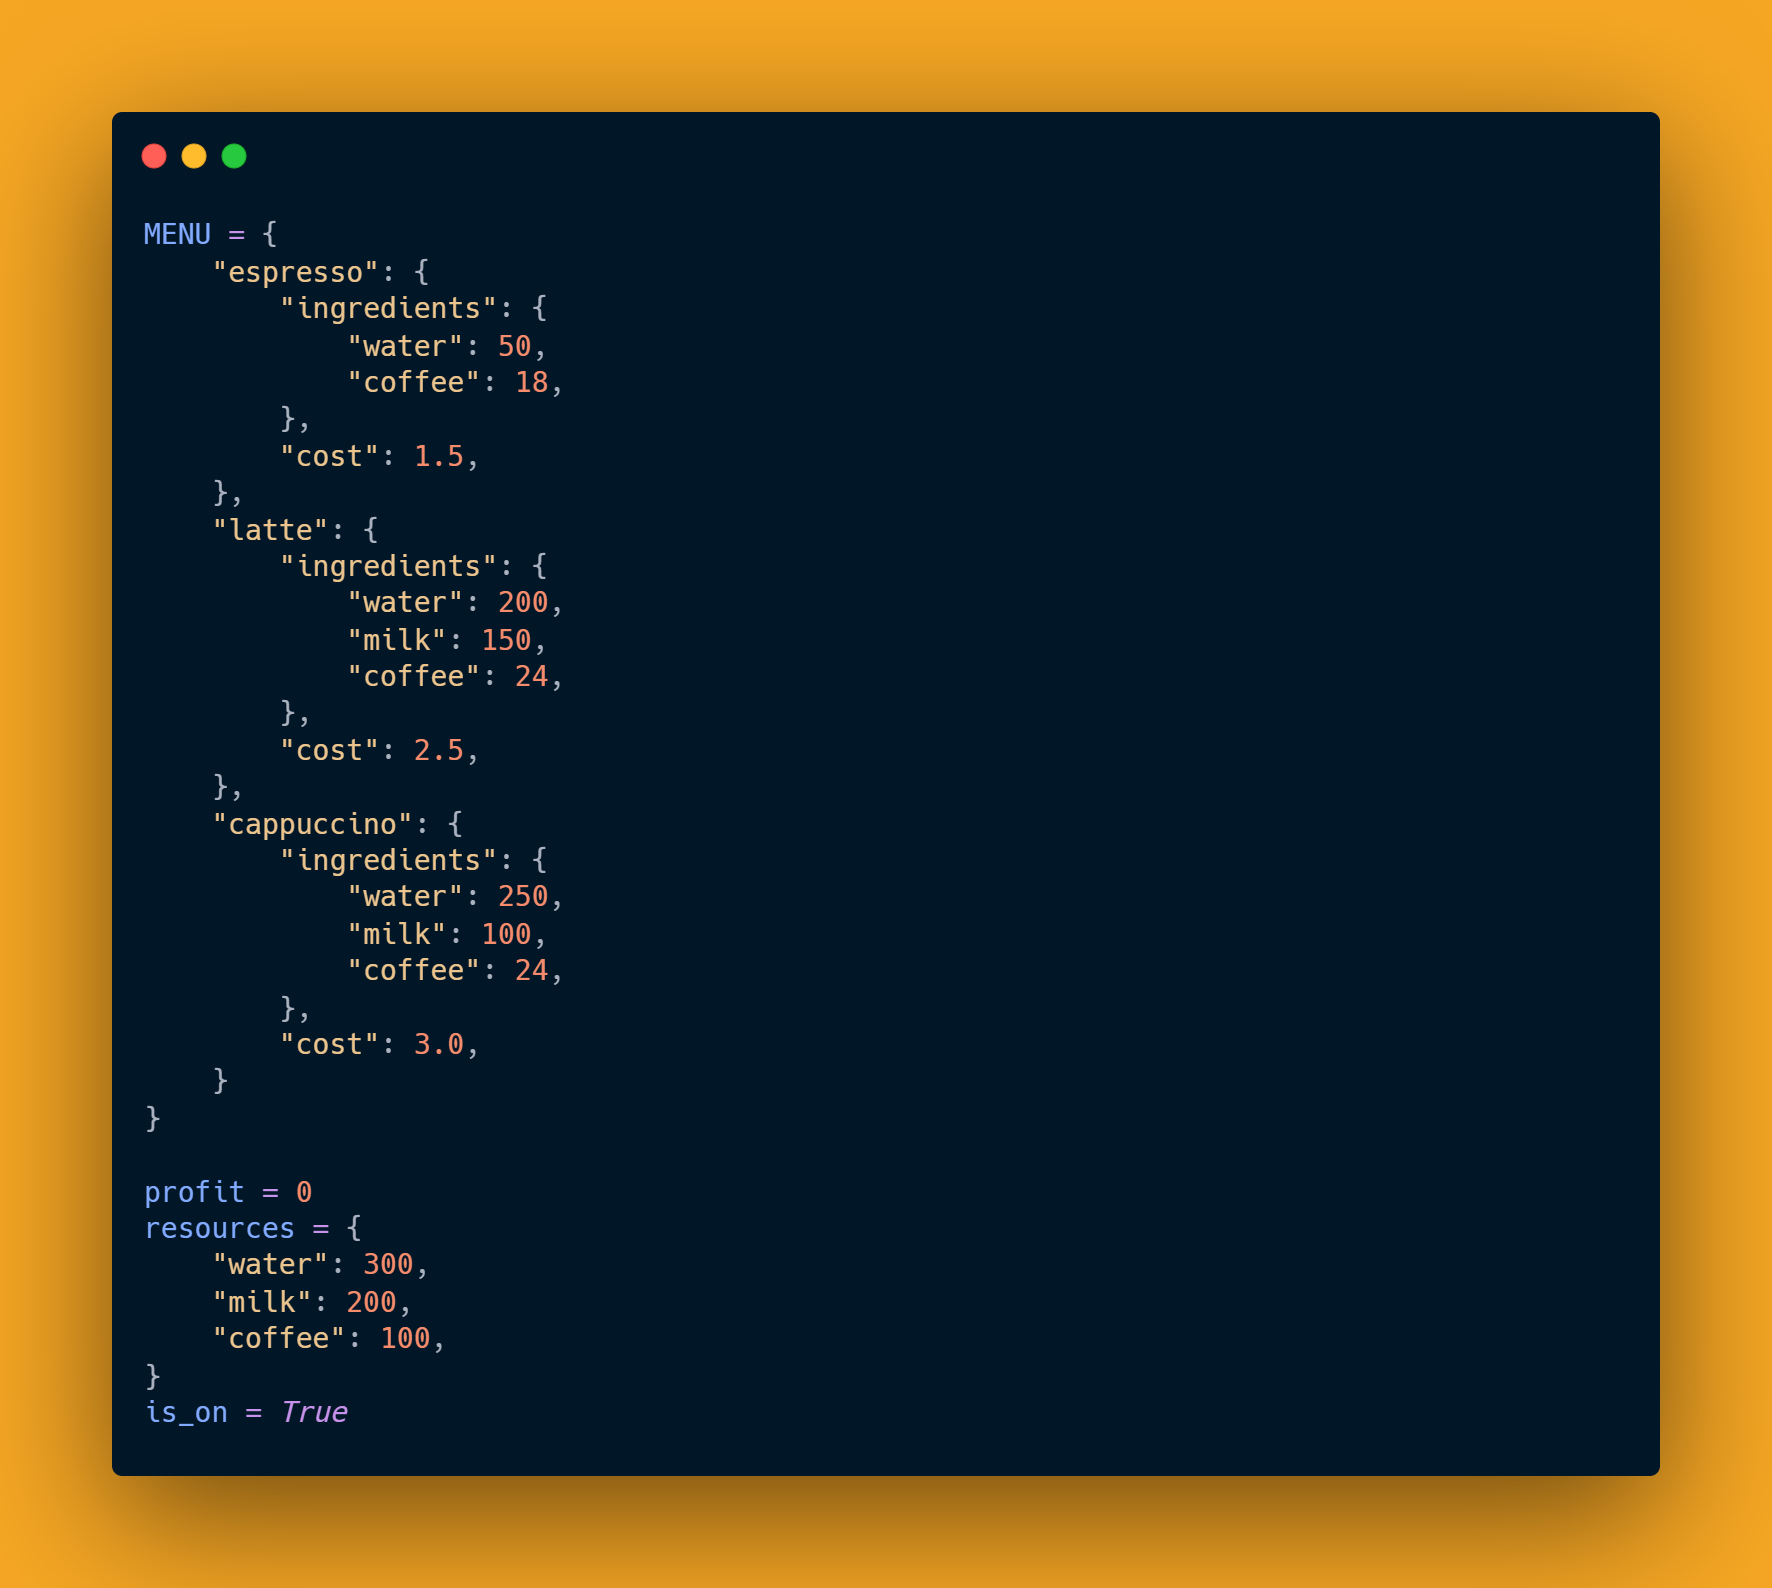 MENU = {
    "espresso": {
        "ingredients": {
            "water": 50,
            "coffee": 18,
        },
        "cost": 1.5,
    },
    "latte": {
        "ingredients": {
            "water": 200,
            "milk": 150,
            "coffee": 24,
        },
        "cost": 2.5,
    },
    "cappuccino": {
        "ingredients": {
            "water": 250,
            "milk": 100,
            "coffee": 24,
        },
        "cost": 3.0,
    }
}

profit = 0
resources = {
    "water": 300,
    "milk": 200,
    "coffee": 100,
}
is_on = True